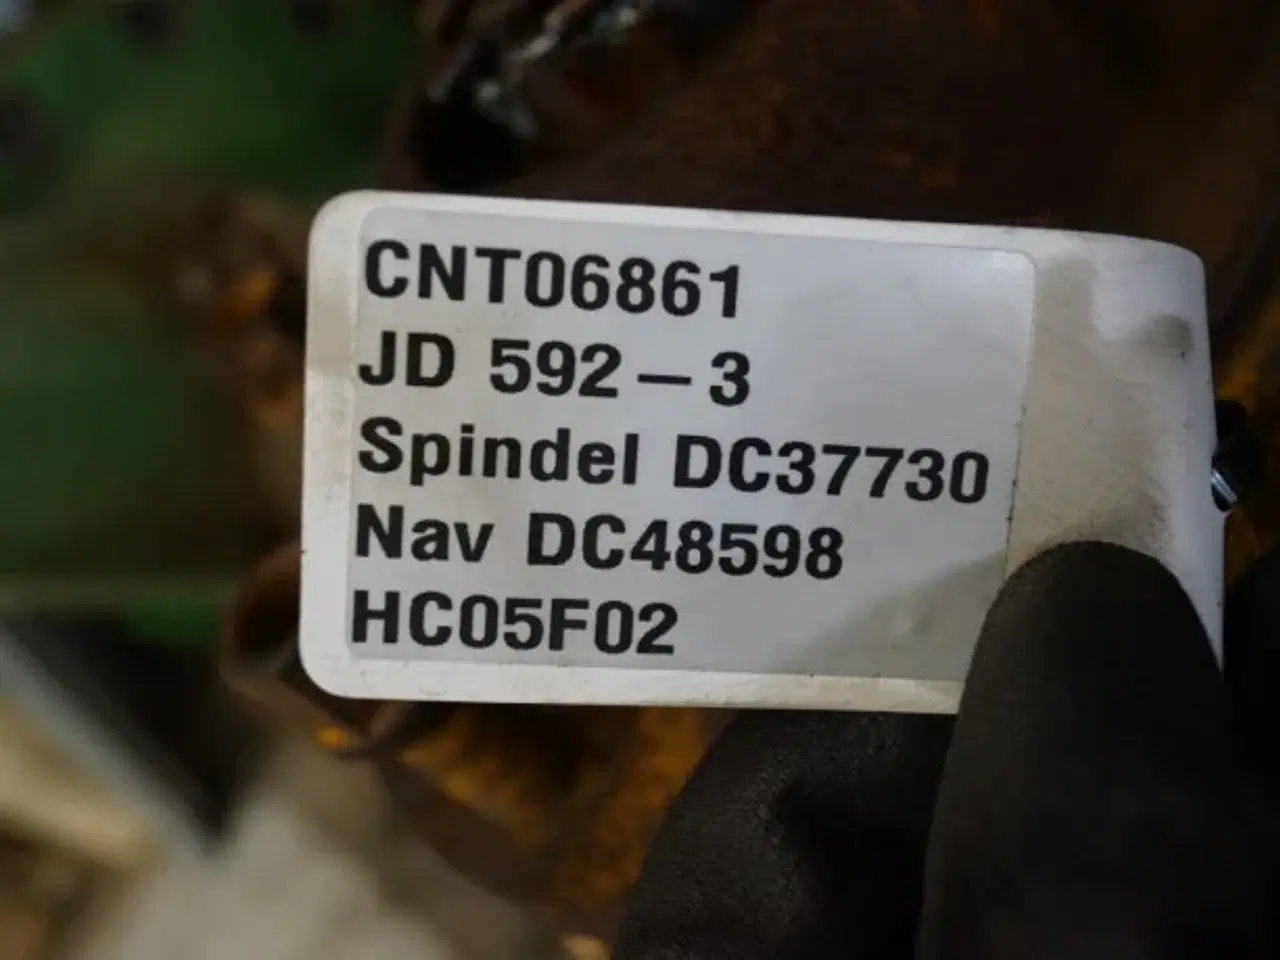 CNT06861
JD 592-3
Spindel DC37730
Nav DC48598
HC05F02